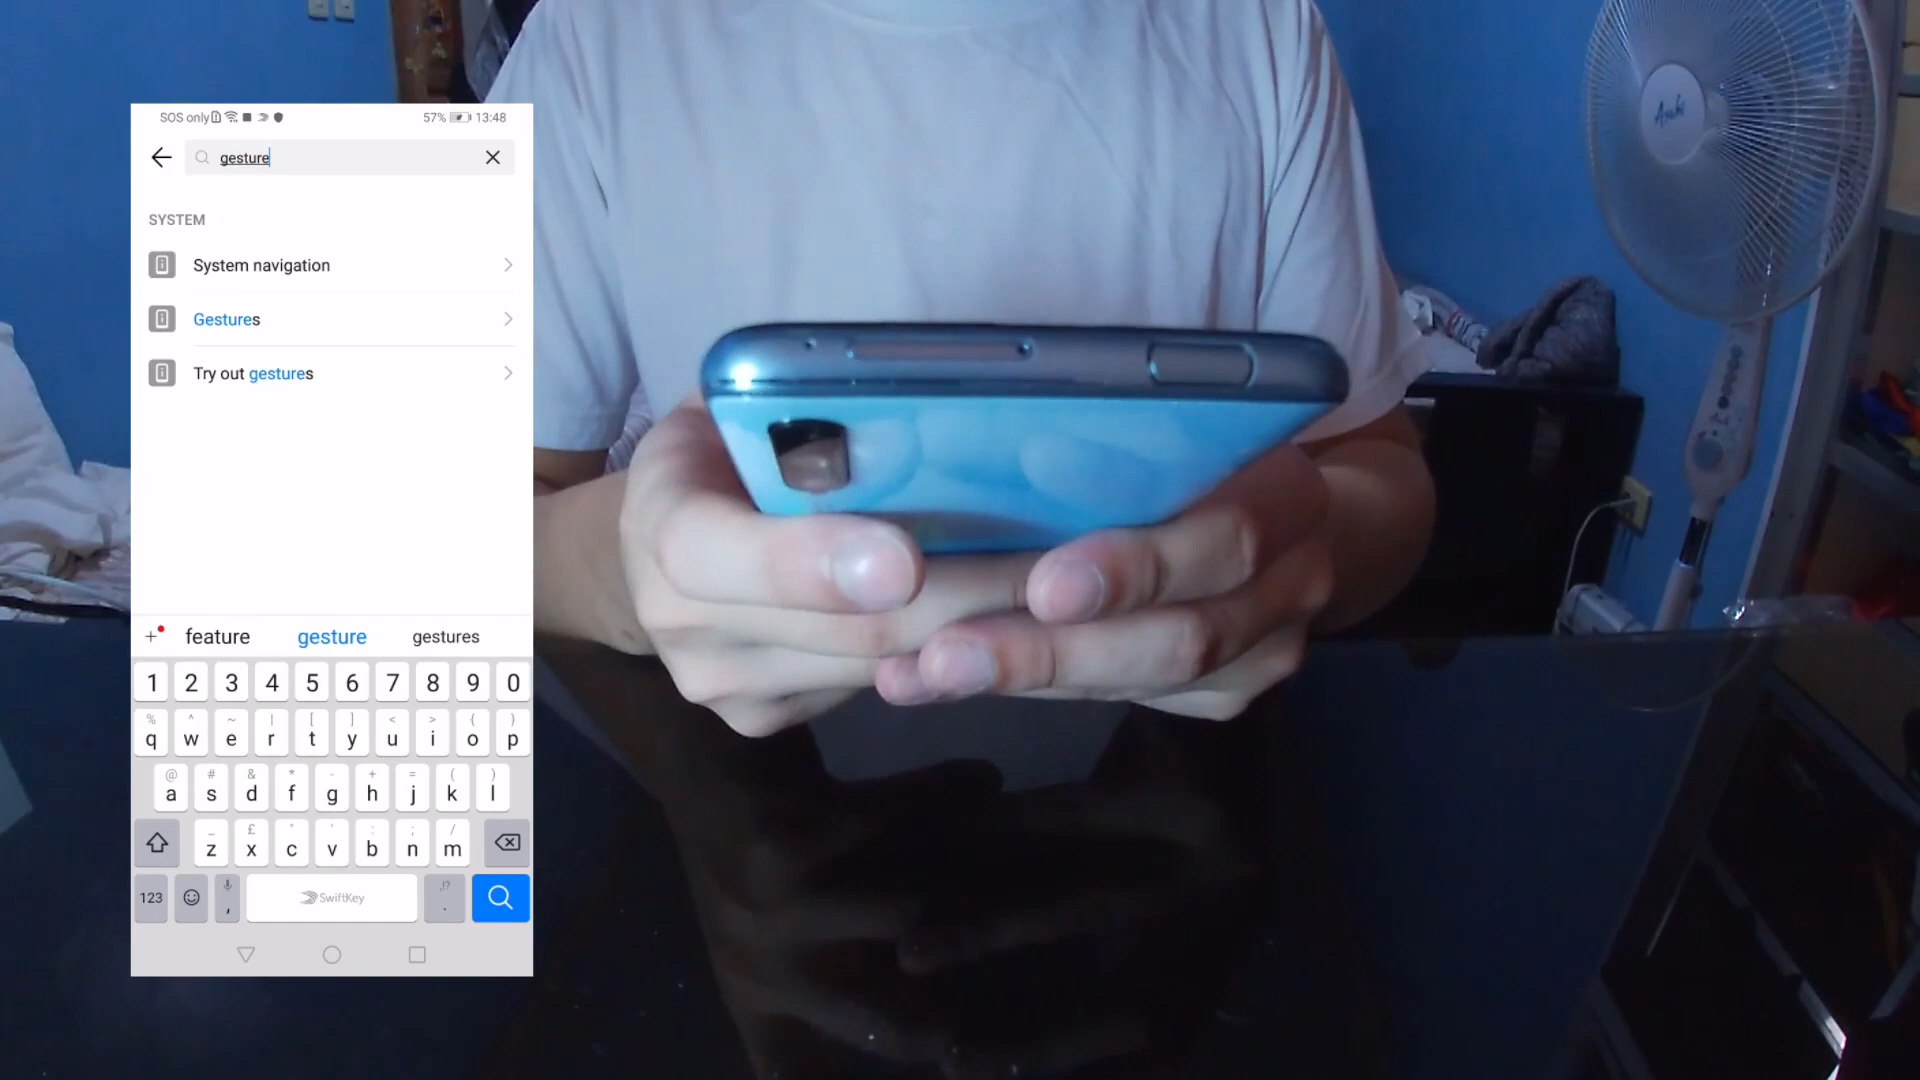 SOS only 57% 13:48
gesture
SYSTEM
System navigation
Gestures
Try out gestures
+ feature gesture gestures
1 2 3 4 5 6 7 8 9 0
% ^ ~ | [ ] < > { }
q w e r t y u i o p
@ # & * - + = ( )
a s d f g h j k l
_ £ " ' : ; /
z x c v b n m
,!?
123 , SwiftKey .
Asahi